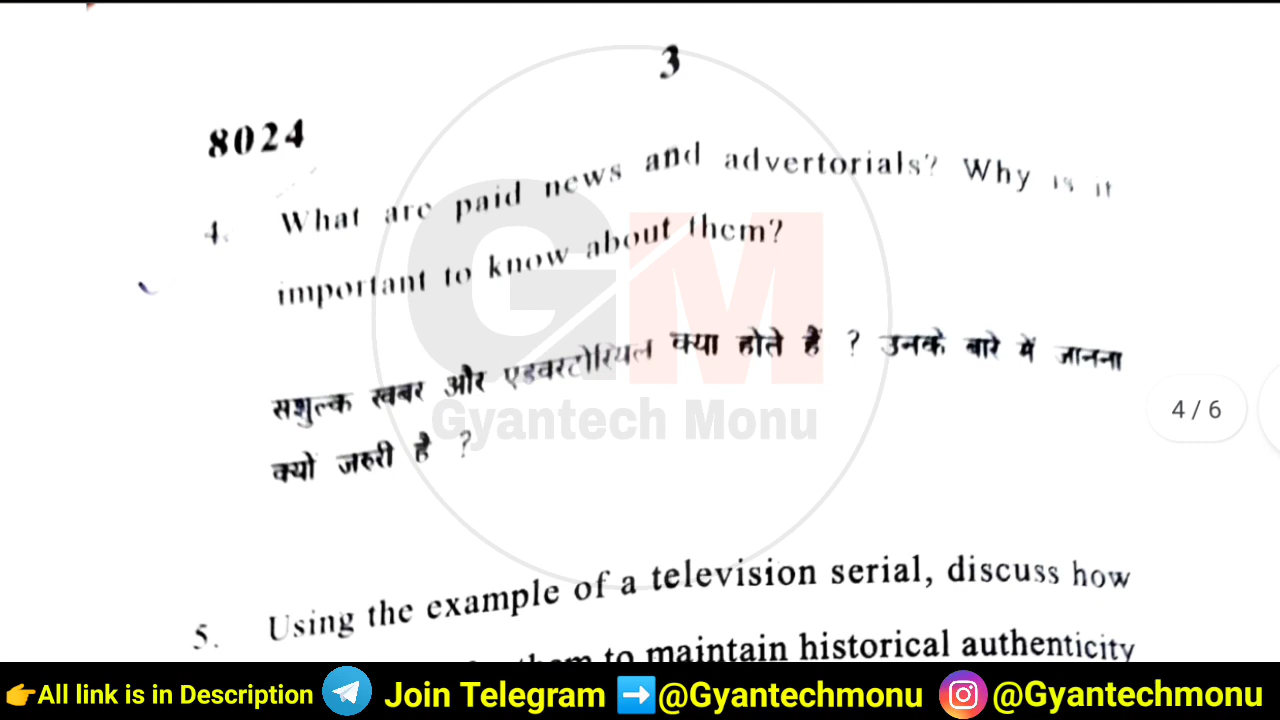 3
8024
4. What are paid news and advertorials? Why is it
important to know about them?
सशुल्क खबर और एडवरटोरियल क्या होते हैं ? उनके बारे में जानना
क्यों जरुरी है ?
GM
Gyantech Monu
4 / 6
5. Using the example of a television serial, discuss how
to maintain historical authenticity
👉All link is in Description Join Telegram ➡️@Gyantechmonu @Gyantechmonu